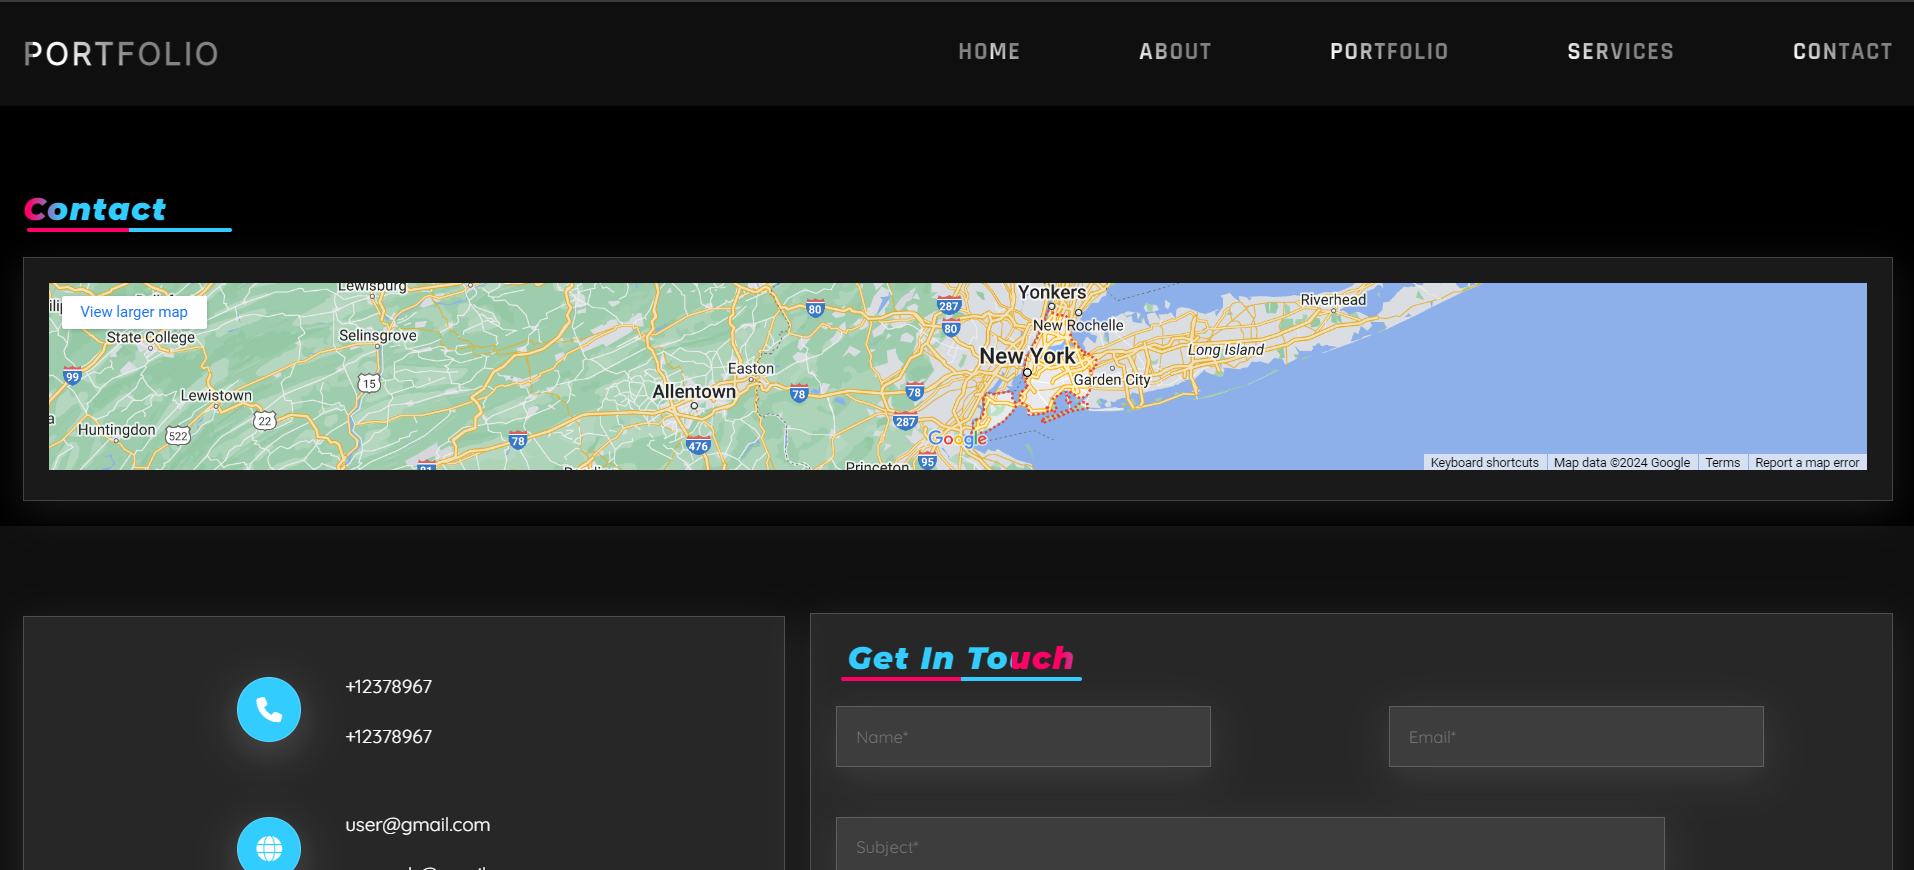 PORTFOLIO
HOME ABOUT PORTFOLIO SERVICES CONTACT
Contact
View larger map
Lewisburg
State College
Selinsgrove
99
15
Lewistown
22
Huntingdon
522
80
287
80
Yonkers
New Rochelle
Riverhead
New York
Long Island
Easton
Allentown
78
78
Garden City
287
78
476
Google
Princeton
95
81
Keyboard shortcuts Map data ©2024 Google Terms Report a map error
+12378967
+12378967
user@gmail.com
Get In Touch
Name* Email*
Subject*